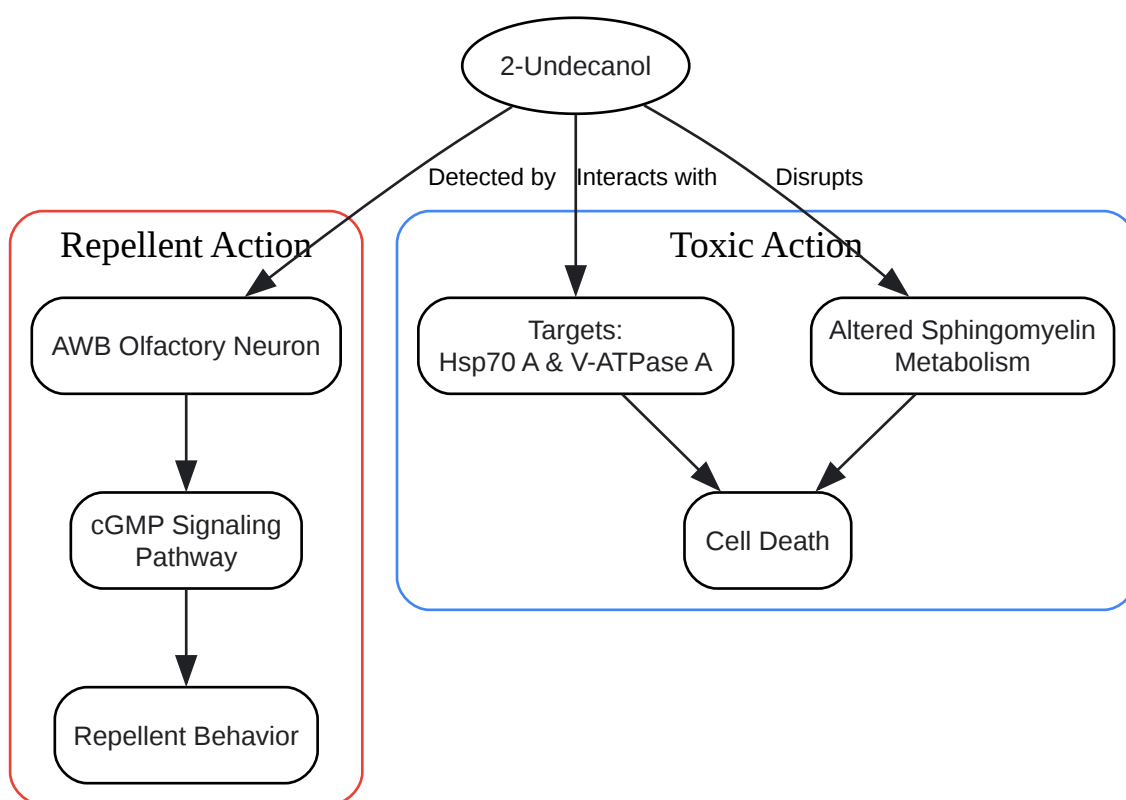 2-Undecanol
Detected by
Interacts with
Disrupts
Repellent Action
Toxic Action
AWB Olfactory Neuron
Targets:
Hsp70 A & V-ATPase A
Altered Sphingomyelin
Metabolism
cGMP Signaling
Pathway
Cell Death
Repellent Behavior